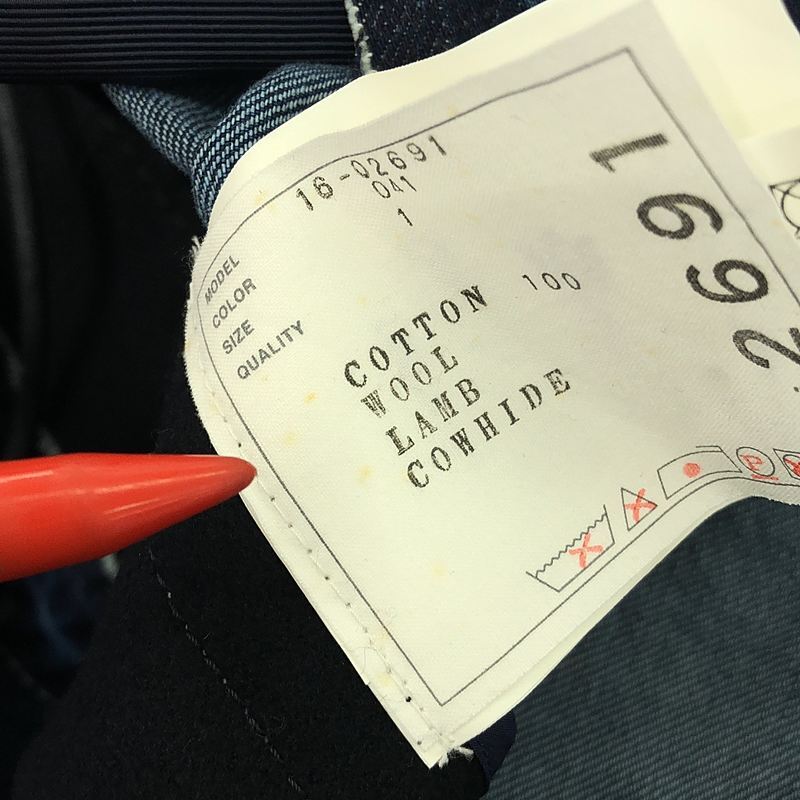 MODEL 16-02691
COLOR 041
SIZE 1
QUALITY
COTTON 100
WOOL
LAMB
COWHIDE
2691
P